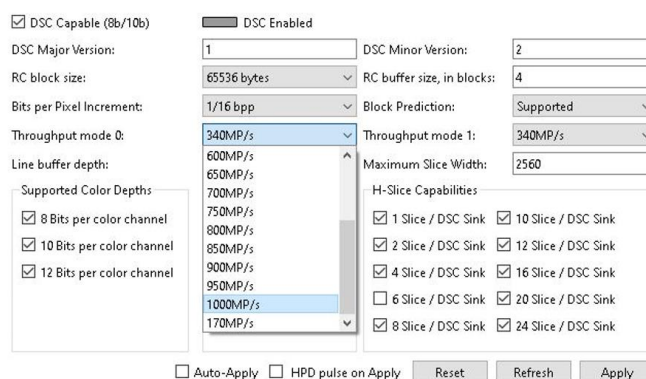 DSC Capable (8b/10b) DSC Enabled
DSC Major Version: 1 DSC Minor Version: 2
RC block size: 65536 bytes RC buffer size, in blocks: 4
Bits per Pixel Increment: 1/16 bpp Block Prediction: Supported
Throughput mode 0: 340MP/s Throughput mode 1: 340MP/s
Line buffer depth: Maximum Slice Width: 2560
600MP/s
650MP/s
700MP/s
750MP/s
800MP/s
850MP/s
900MP/s
950MP/s
1000MP/s
170MP/s
Supported Color Depths
8 Bits per color channel
10 Bits per color channel
12 Bits per color channel
H-Slice Capabilities
1 Slice / DSC Sink 10 Slice / DSC Sink
2 Slice / DSC Sink 12 Slice / DSC Sink
4 Slice / DSC Sink 16 Slice / DSC Sink
6 Slice / DSC Sink 20 Slice / DSC Sink
8 Slice / DSC Sink 24 Slice / DSC Sink
Auto-Apply HPD pulse on Apply Reset Refresh Apply